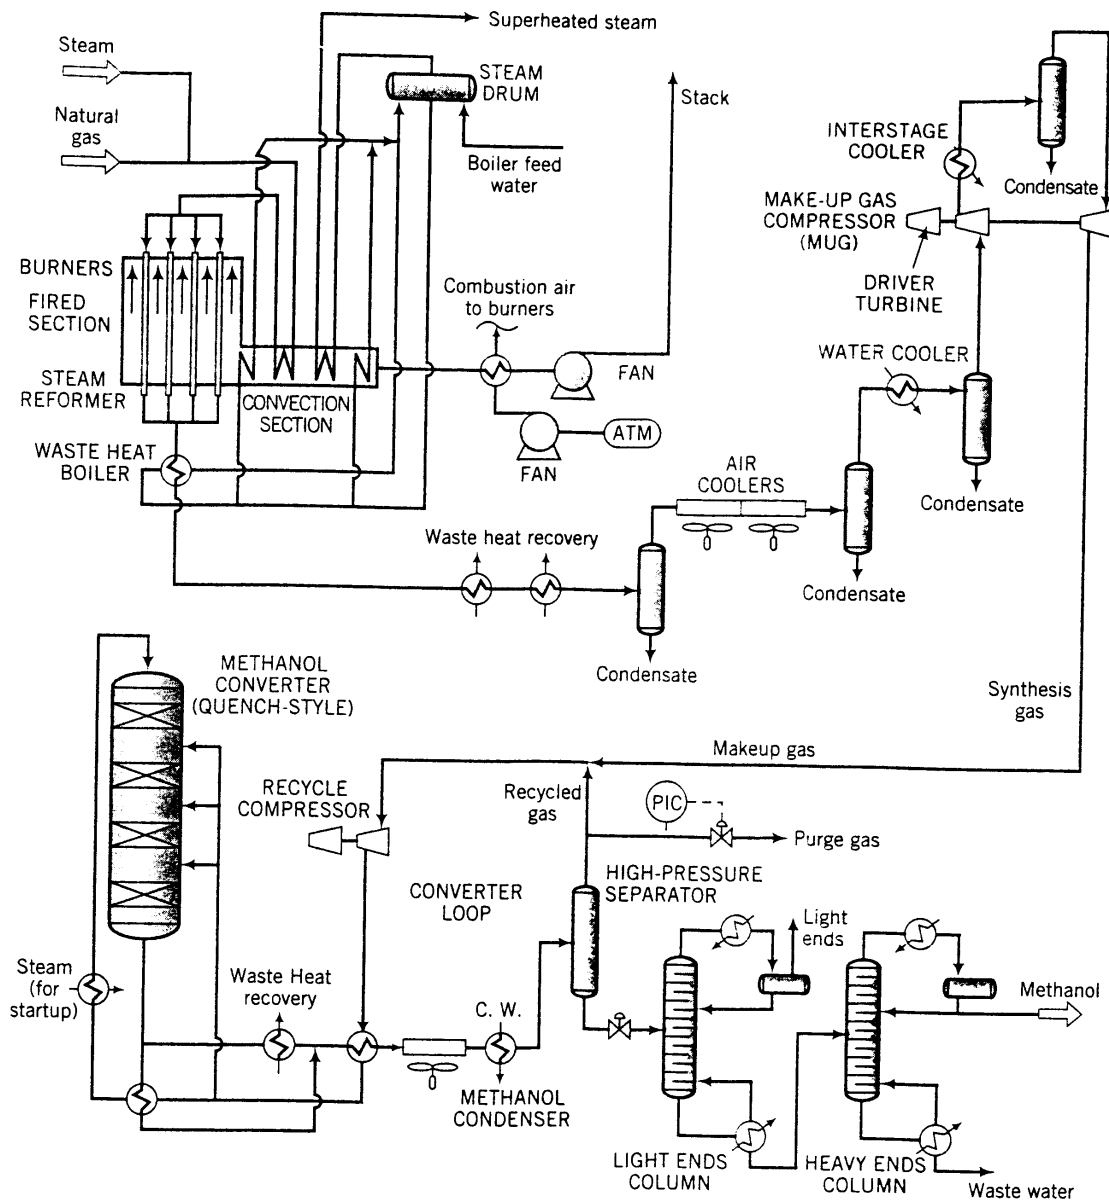 Superheated steam
Steam
STEAM
DRUM
Stack
Natural
gas
Boiler feed
water
INTERSTAGE
COOLER
Condensate
MAKE-UP GAS
COMPRESSOR
(MUG)
DRIVER
TURBINE
BURNERS
FIRED
SECTION
STEAM
REFORMER
Combustion air
to burners
FAN
WATER COOLER
CONVECTION
SECTION
ATM
FAN
WASTE HEAT
BOILER
AIR
COOLERS
Condensate
Waste heat recovery
Condensate
Condensate
METHANOL
CONVERTER
(QUENCH-STYLE)
Synthesis
gas
Makeup gas
RECYCLE
COMPRESSOR
Recycled
gas
PIC
Purge gas
HIGH-PRESSURE
SEPARATOR
CONVERTER
LOOP
Light
ends
Steam
(for
startup)
Waste Heat
recovery
C. W.
Methanol
METHANOL
CONDENSER
LIGHT ENDS
COLUMN
HEAVY ENDS
COLUMN
Waste water